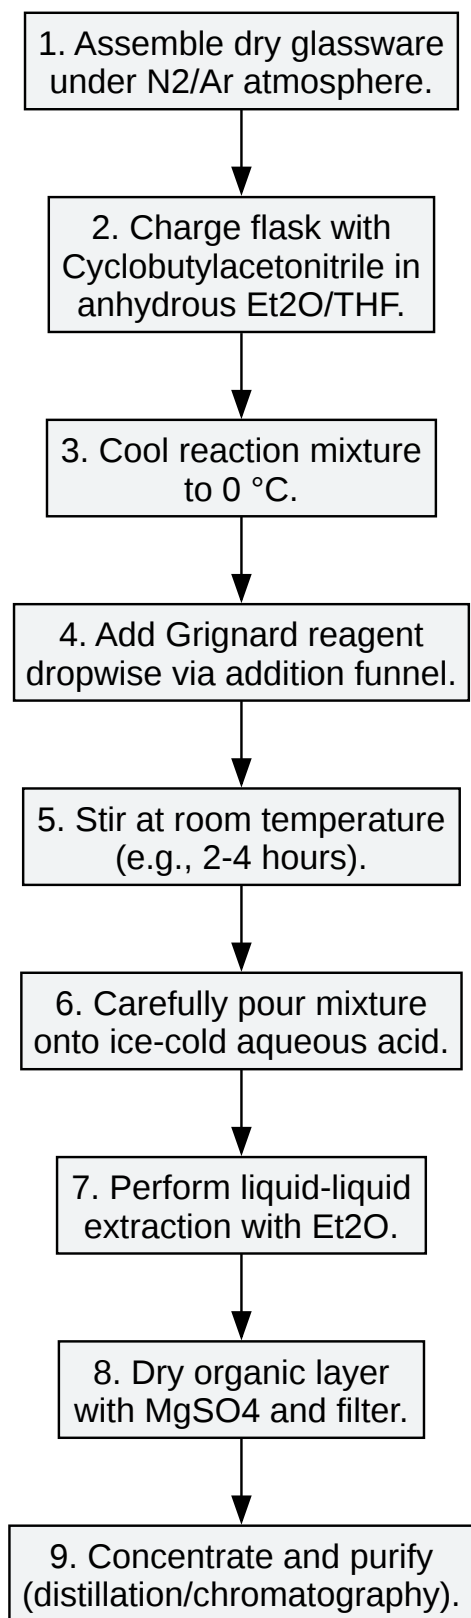 1. Assemble dry glassware
under N2/Ar atmosphere.
2. Charge flask with
Cyclobutylacetonitrile in
anhydrous Et2O/THF.
3. Cool reaction mixture
to 0 °C.
4. Add Grignard reagent
dropwise via addition funnel.
5. Stir at room temperature
(e.g., 2-4 hours).
6. Carefully pour mixture
onto ice-cold aqueous acid.
7. Perform liquid-liquid
extraction with Et2O.
8. Dry organic layer
with MgSO4 and filter.
9. Concentrate and purify
(distillation/chromatography).